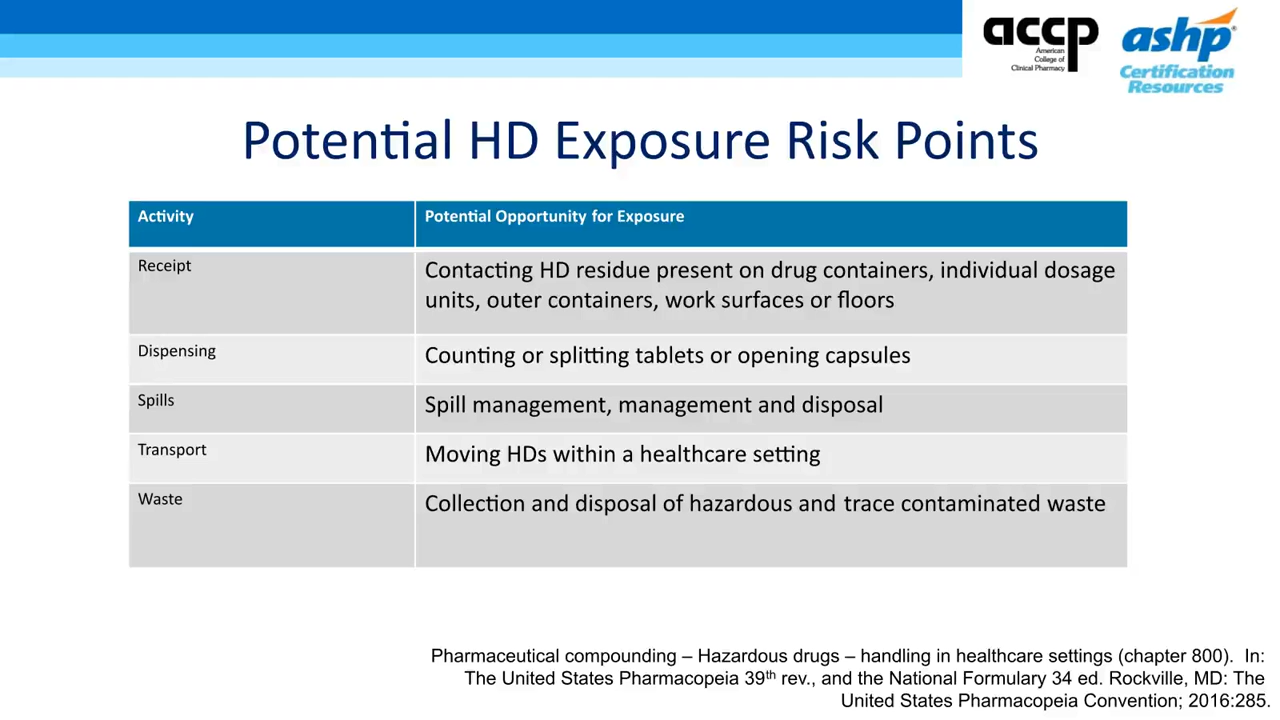 accp
American
College of
Clinical Pharmacy
ashp®
Certification
Resources
Potential HD Exposure Risk Points
Activity
Potential Opportunity for Exposure
Receipt
Contacting HD residue present on drug containers, individual dosage
units, outer containers, work surfaces or floors
Dispensing
Counting or splitting tablets or opening capsules
Spills
Spill management, management and disposal
Transport
Moving HDs within a healthcare setting
Waste
Collection and disposal of hazardous and trace contaminated waste
Pharmaceutical compounding – Hazardous drugs – handling in healthcare settings (chapter 800). In:
The United States Pharmacopeia 39th rev., and the National Formulary 34 ed. Rockville, MD: The
United States Pharmacopeia Convention; 2016:285.